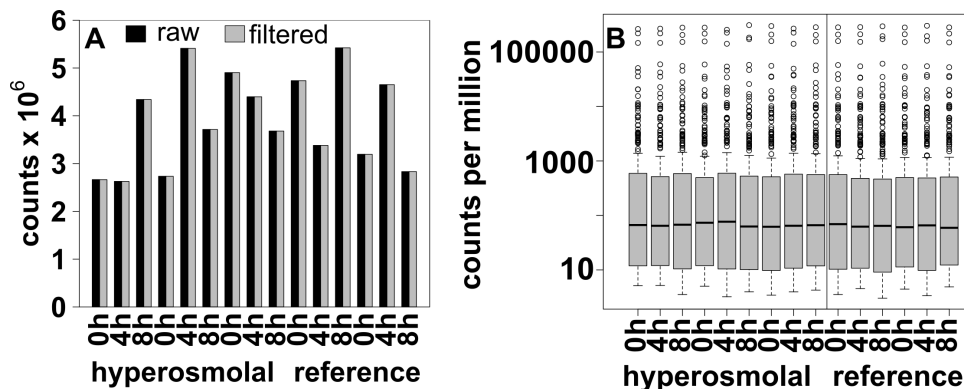 A
raw
filtered
counts x 10^6
6
5
4
3
2
1
0
0h 4h 8h 0h 4h 8h 0h 4h 8h 0h 4h 8h 0h 4h 8h
hyperosmolal reference
B
counts per million
100000
1000
10
0h 4h 8h 0h 4h 8h 0h 4h 8h 0h 4h 8h 0h 4h 8h
hyperosmolal reference